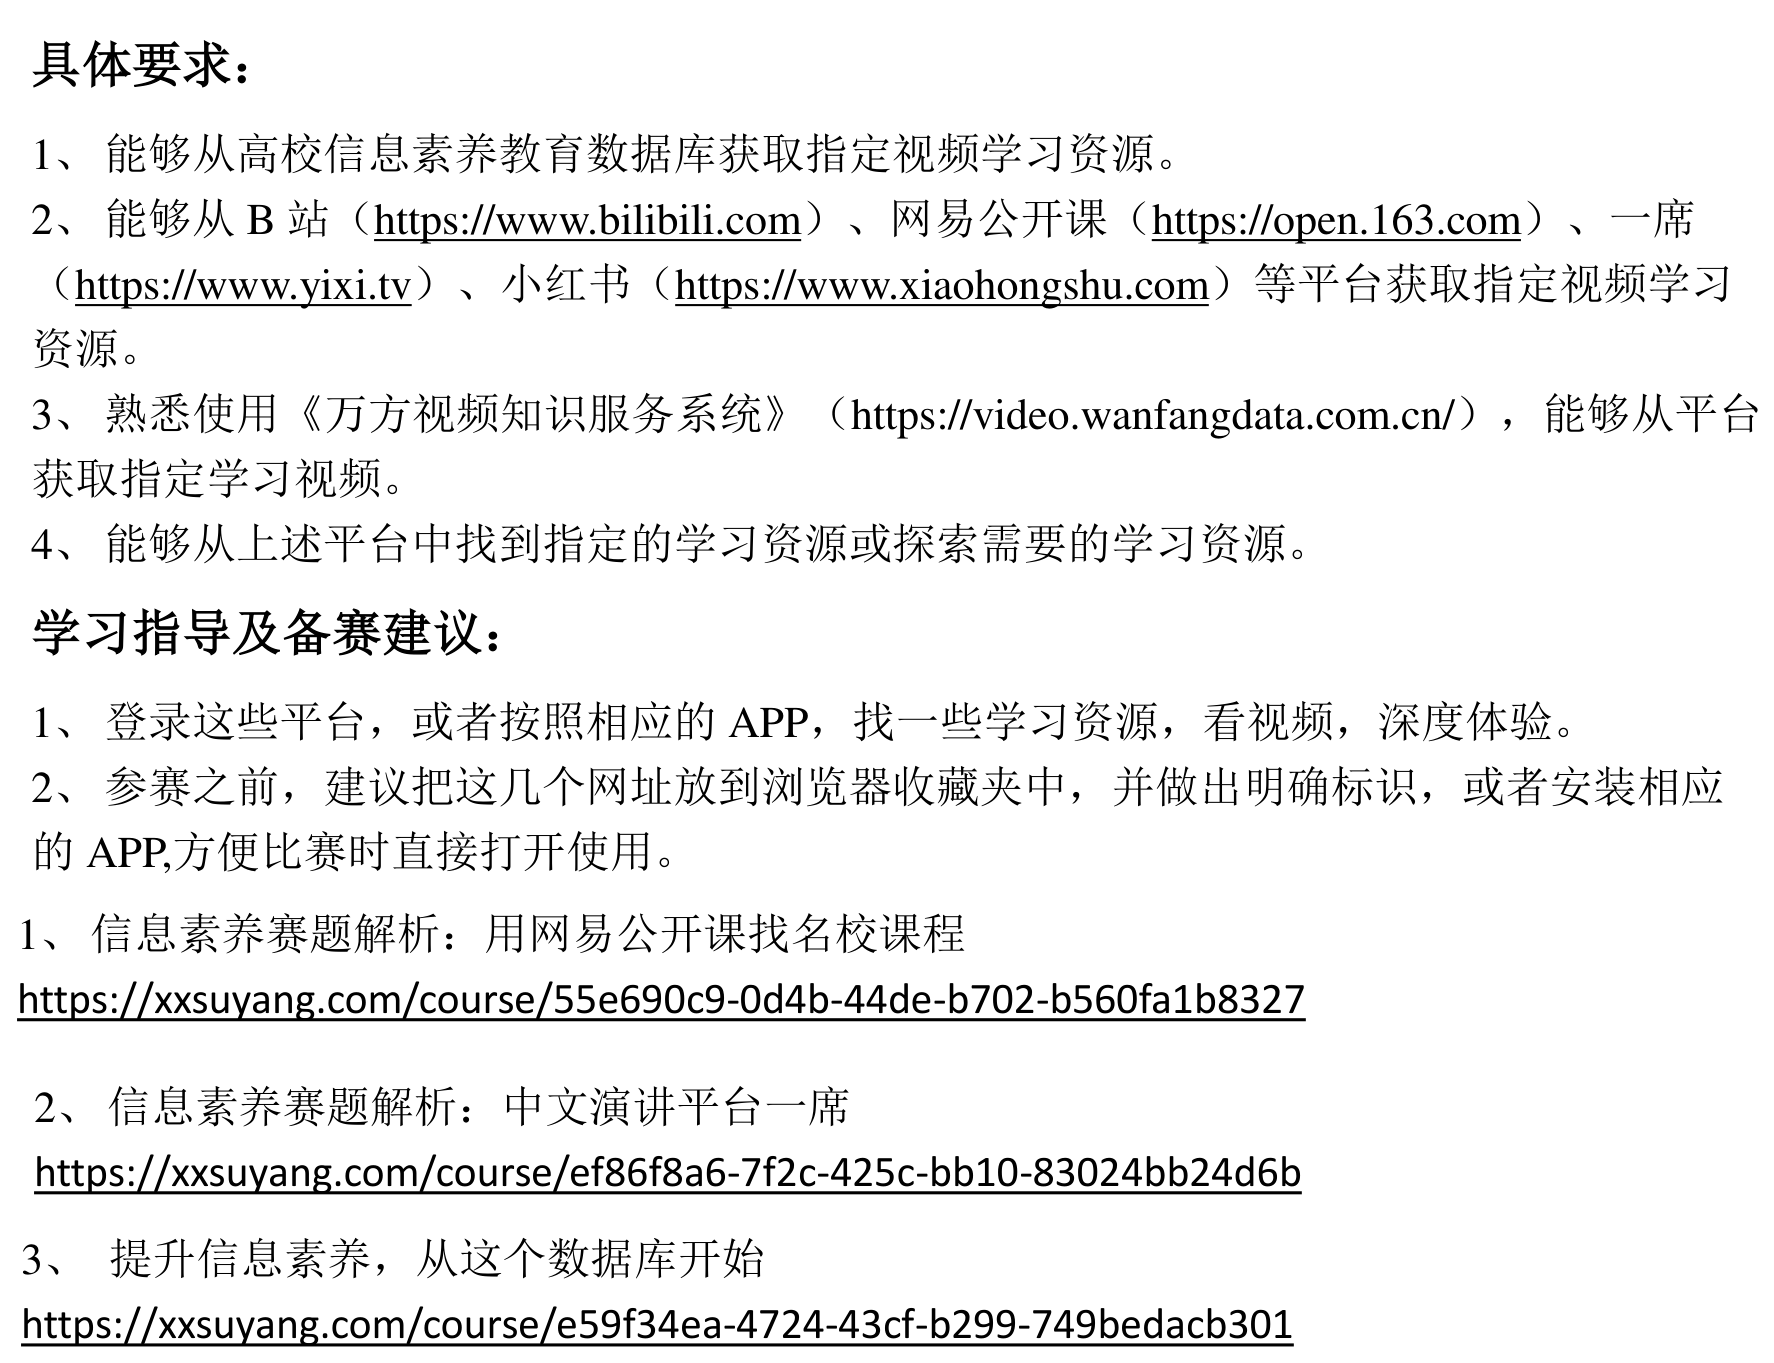 具体要求：
1、 能够从高校信息素养教育数据库获取指定视频学习资源。
2、 能够从 B 站（https://www.bilibili.com）、网易公开课（https://open.163.com）、一席
（https://www.yixi.tv）、小红书（https://www.xiaohongshu.com）等平台获取指定视频学习
资源。
3、 熟悉使用《万方视频知识服务系统》（https://video.wanfangdata.com.cn/），能够从平台
获取指定学习视频。
4、 能够从上述平台中找到指定的学习资源或探索需要的学习资源。
学习指导及备赛建议：
1、 登录这些平台，或者按照相应的 APP，找一些学习资源，看视频，深度体验。
2、 参赛之前，建议把这几个网址放到浏览器收藏夹中，并做出明确标识，或者安装相应
的 APP,方便比赛时直接打开使用。
1、 信息素养赛题解析：用网易公开课找名校课程
https://xxsuyang.com/course/55e690c9-0d4b-44de-b702-b560fa1b8327
2、 信息素养赛题解析：中文演讲平台一席
https://xxsuyang.com/course/ef86f8a6-7f2c-425c-bb10-83024bb24d6b
3、 提升信息素养，从这个数据库开始
https://xxsuyang.com/course/e59f34ea-4724-43cf-b299-749bedacb301